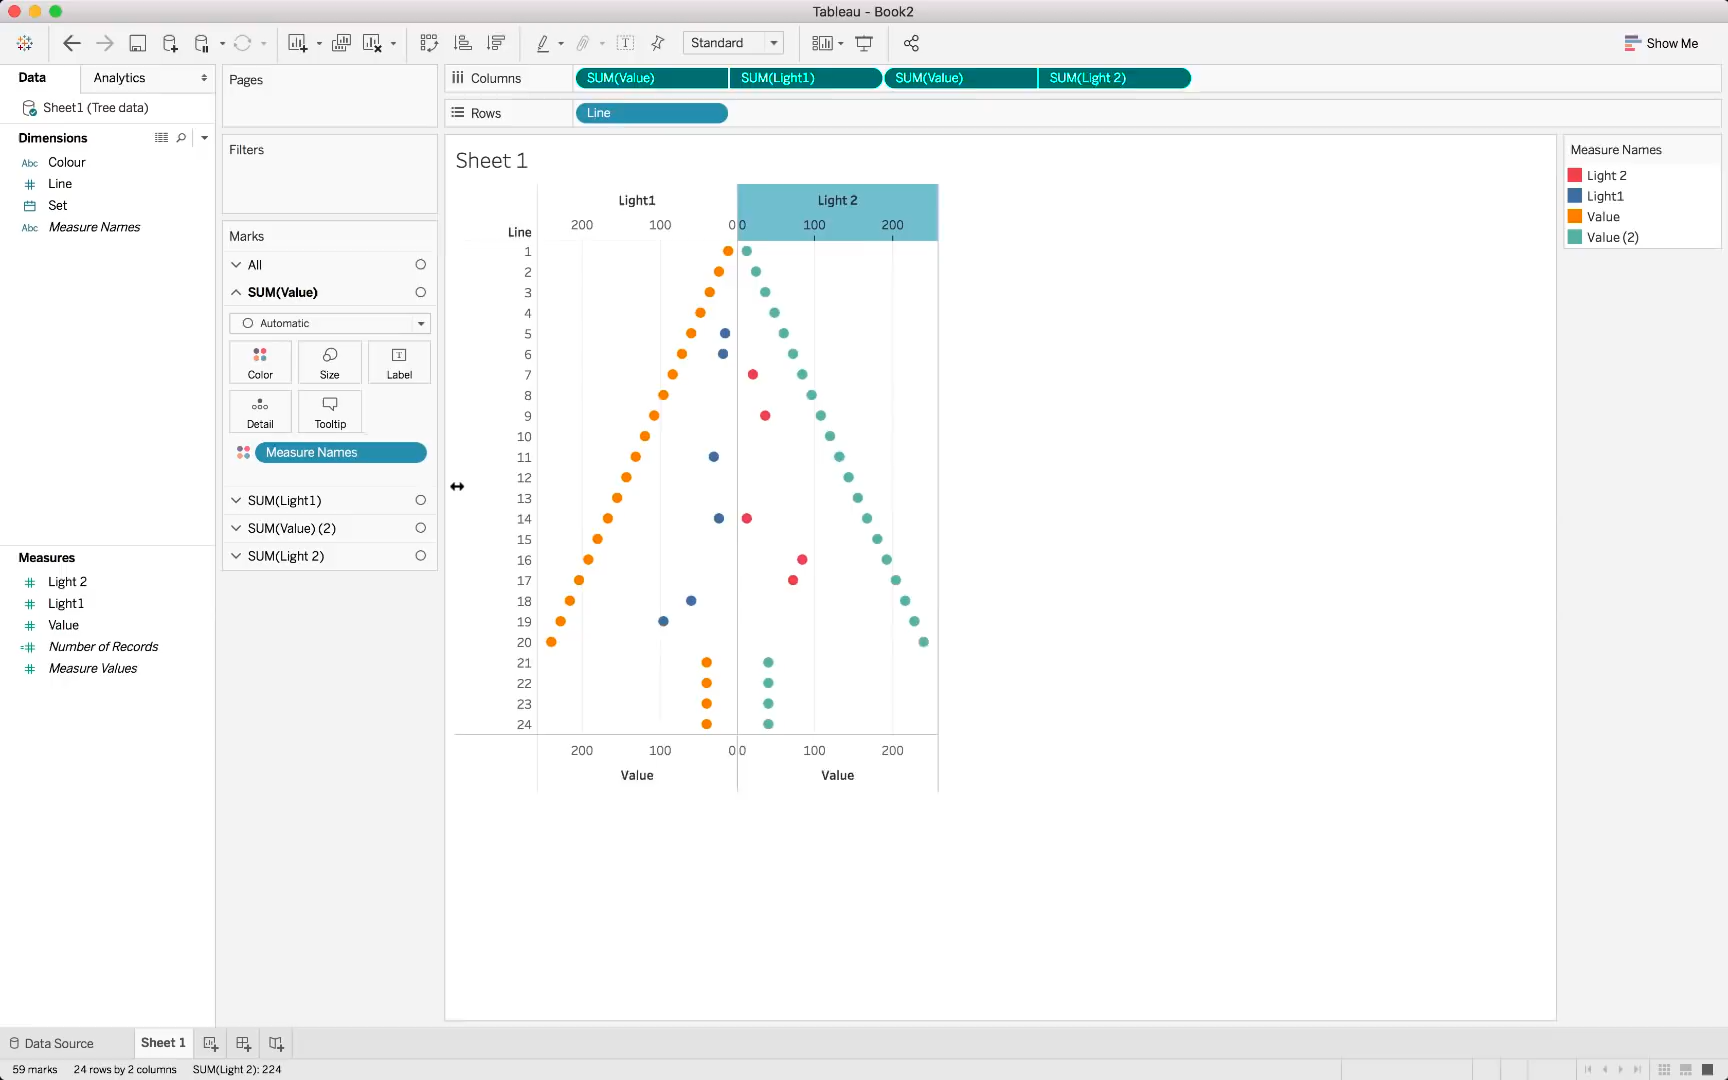 Tableau - Book2
Standard
Show Me
Data
Analytics
Pages
Columns
SUM(Value)
SUM(Light1)
SUM(Value)
SUM(Light 2)
Sheet1 (Tree data)
Rows
Line
Dimensions
Abc Colour
Line
Set
Abc Measure Names
Filters
Marks
All
SUM(Value)
Automatic
Color
Size
Label
Detail
Tooltip
Measure Names
SUM(Light1)
SUM(Value) (2)
SUM(Light 2)
Measures
Light 2
Light1
Value
Number of Records
Measure Values
Sheet 1
Light1
Light 2
Line
200 100 0 0 100 200
1
2
3
4
5
6
7
8
9
10
11
12
13
14
15
16
17
18
19
20
21
22
23
24
200 100 0 0 100 200
Value Value
Measure Names
Light 2
Light1
Value
Value (2)
Data Source
Sheet 1
59 marks 24 rows by 2 columns SUM(Light 2): 224